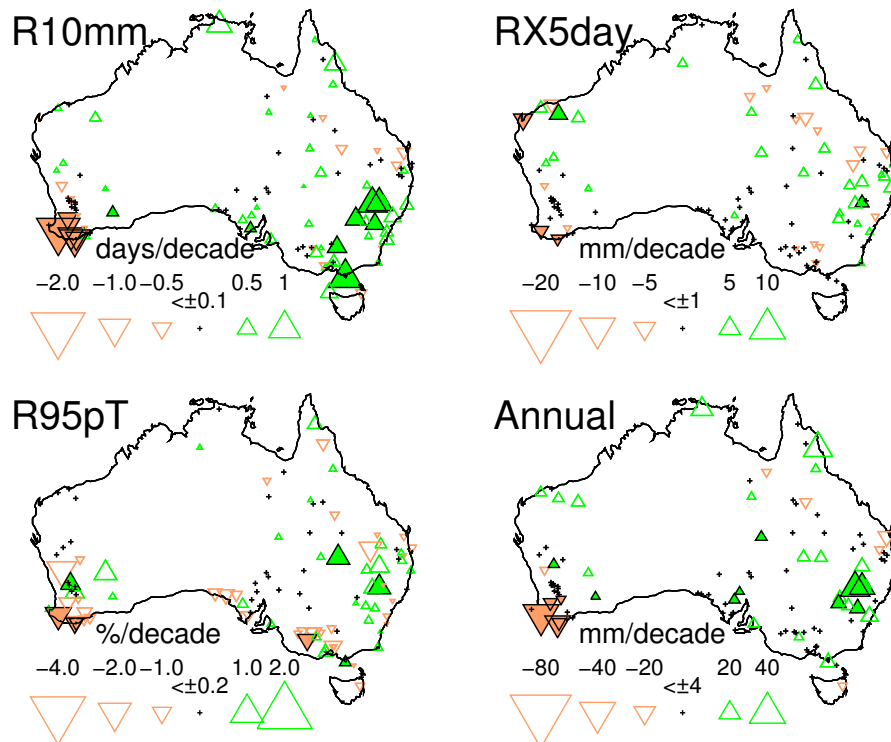 R10mm
days/decade
−2.0 −1.0 −0.5 0.5 1
<±0.1
RX5day
mm/decade
−20 −10 −5 5 10
<±1
R95pT
%/decade
−4.0 −2.0 −1.0 1.0 2.0
<±0.2
Annual
mm/decade
−80 −40 −20 20 40
<±4